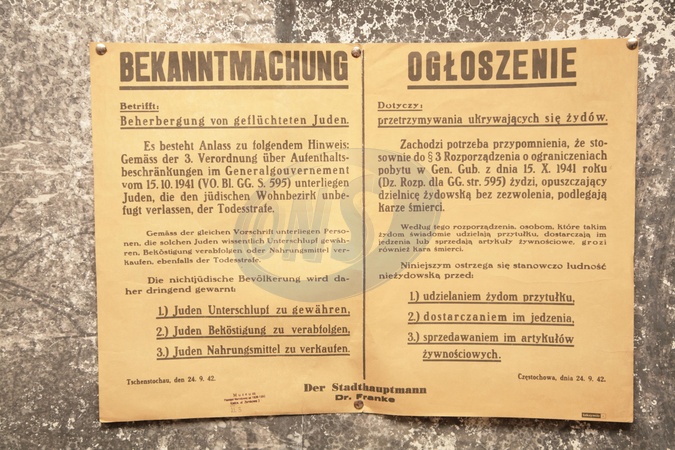 BEKANNTMACHUNG
Betrifft:
Beherbergung von geflüchteten Juden.
Es besteht Anlass zu folgendem Hinweis:
Gemäss der 3. Verordnung über Aufenthalts-
beschränkungen im Generalgouvernement
vom 15. 10. 1941 (VO. Bl. GG. S. 595) unterliegen
Juden, die den jüdischen Wohnbezirk unbe-
fugt verlassen, der Todesstrafe.
Gemäss der gleichen Vorschrift unterliegen Perso-
nen, die solchen Juden wissentlich Unterschlupf gewäh-
ren, Beköstigung verabfolgen oder Nahrungsmittel ver-
kaufen, ebenfalls der Todesstrafe.
Die nichtjüdische Bevölkerung wird da-
her dringend gewarnt:
1.) Juden Unterschlupf zu gewähren,
2.) Juden Beköstigung zu verabfolgen,
3.) Juden Nahrungsmittel zu verkaufen.
Tschenstochau, den 24. 9. 42.
OGŁOSZENIE
Dotyczy:
przetrzymywania ukrywających się żydów.
Zachodzi potrzeba przypomnienia, że sto-
sownie do § 3 Rozporządzenia o ograniczeniach
pobytu w Gen. Gub. z dnia 15. X. 1941 roku
(Dz. Rozp. dla GG. str. 595) żydzi, opuszczający
dzielnicę żydowską bez zezwolenia, podlegają
karze śmierci.
Według tego rozporządzenia, osobom, które takim
żydom świadomie udzielają przytułku, dostarczają im
jedzenia lub sprzedają artykuły żywnościowe, grozi
również kara śmierci.
Niniejszym ostrzega się stanowczo ludność
nieżydowską przed:
1.) udzielaniem żydom przytułku,
2.) dostarczaniem im jedzenia,
3.) sprzedawaniem im artykułów
żywnościowych.
Częstochowa, dnia 24. 9. 42.
Der Stadthauptmann
Dr. Franke